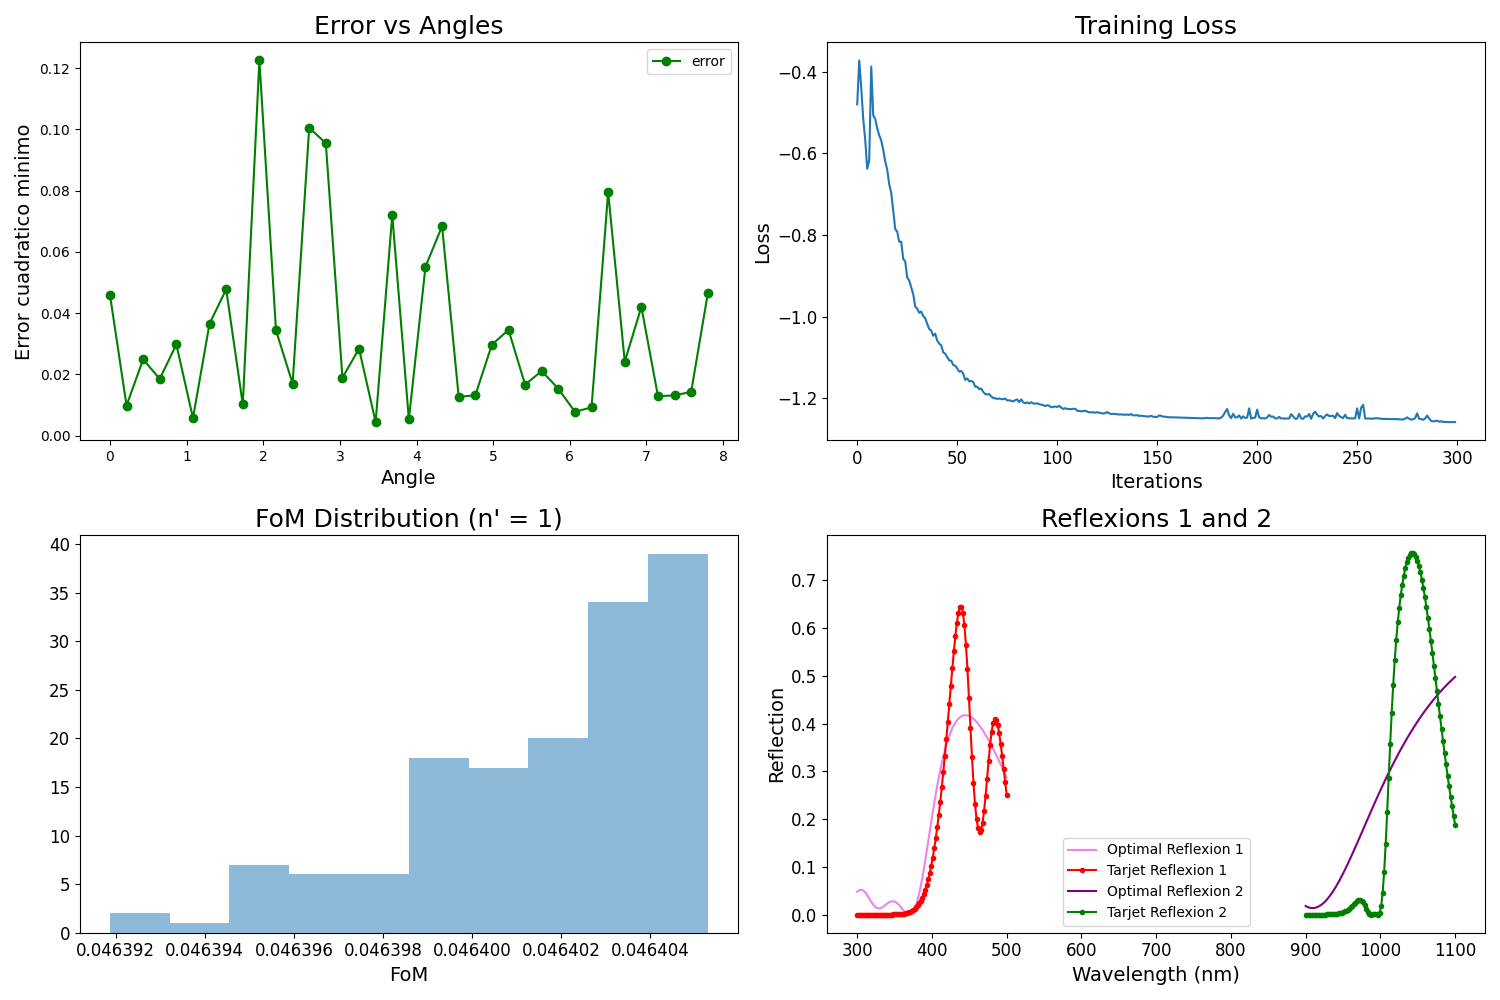 Error vs Angles
Error cuadratico minimo
0.12
0.10
0.08
0.06
0.04
0.02
0.00
error
0 1 2 3 4 5 6 7 8
Angle
Training Loss
Loss
−0.4
−0.6
−0.8
−1.0
−1.2
0 50 100 150 200 250 300
Iterations
FoM Distribution (n' = 1)
40
35
30
25
20
15
10
5
0
0.046392 0.046394 0.046396 0.046398 0.046400 0.046402 0.046404
FoM
Reflexions 1 and 2
Reflection
0.7
0.6
0.5
0.4
0.3
0.2
0.1
0.0
Optimal Reflexion 1
Tarjet Reflexion 1
Optimal Reflexion 2
Tarjet Reflexion 2
300 400 500 600 700 800 900 1000 1100
Wavelength (nm)